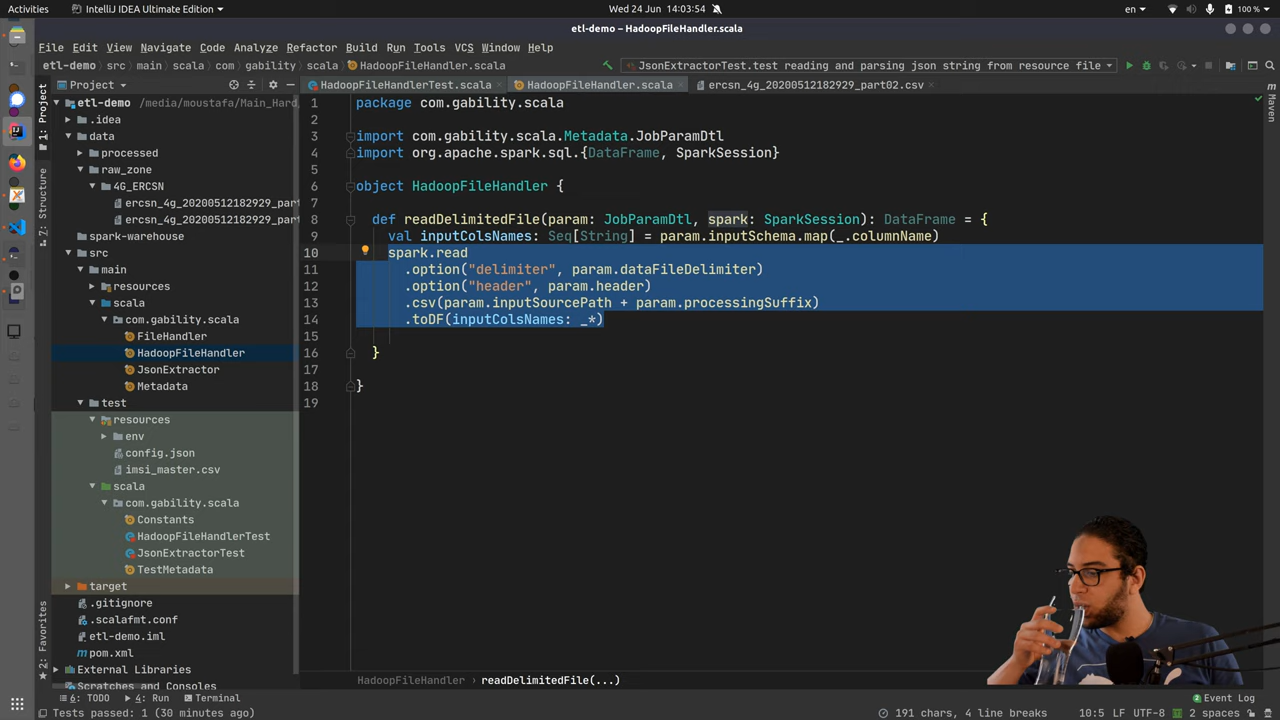 Activities
IntelliJ IDEA Ultimate Edition
Wed 24 Jun 14:03:54
en
100 %
etl-demo – HadoopFileHandler.scala
File Edit View Navigate Code Analyze Refactor Build Run Tools VCS Window Help
etl-demo src main scala com gability scala HadoopFileHandler.scala
JsonExtractorTest.test reading and parsing json string from resource file
Project
HadoopFileHandlerTest.scala
HadoopFileHandler.scala
ercsn_4g_20200512182929_part02.csv
1: Project
7: Structure
2: Favorites
Maven
etl-demo /media/moustafa/Main_Hard
.idea
data
processed
raw_zone
4G_ERCSN
ercsn_4g_20200512182929_part
ercsn_4g_20200512182929_part
spark-warehouse
src
main
resources
scala
com.gability.scala
FileHandler
HadoopFileHandler
JsonExtractor
Metadata
test
resources
env
config.json
imsi_master.csv
scala
com.gability.scala
Constants
HadoopFileHandlerTest
JsonExtractorTest
TestMetadata
target
.gitignore
.scalafmt.conf
etl-demo.iml
pom.xml
External Libraries
Scratches and Consoles
1 package com.gability.scala
2
3 import com.gability.scala.Metadata.JobParamDtl
4 import org.apache.spark.sql.{DataFrame, SparkSession}
5
6 object HadoopFileHandler {
7
8 def readDelimitedFile(param: JobParamDtl, spark: SparkSession): DataFrame = {
9 val inputColsNames: Seq[String] = param.inputSchema.map(_.columnName)
10 spark.read
11 .option("delimiter", param.dataFileDelimiter)
12 .option("header", param.header)
13 .csv(param.inputSourcePath + param.processingSuffix)
14 .toDF(inputColsNames: _*)
15
16 }
17
18 }
19
HadoopFileHandler readDelimitedFile(...)
6: TODO 4: Run Terminal
Event Log
Tests passed: 1 (30 minutes ago)
191 chars, 4 line breaks 10:5 LF UTF-8 2 spaces